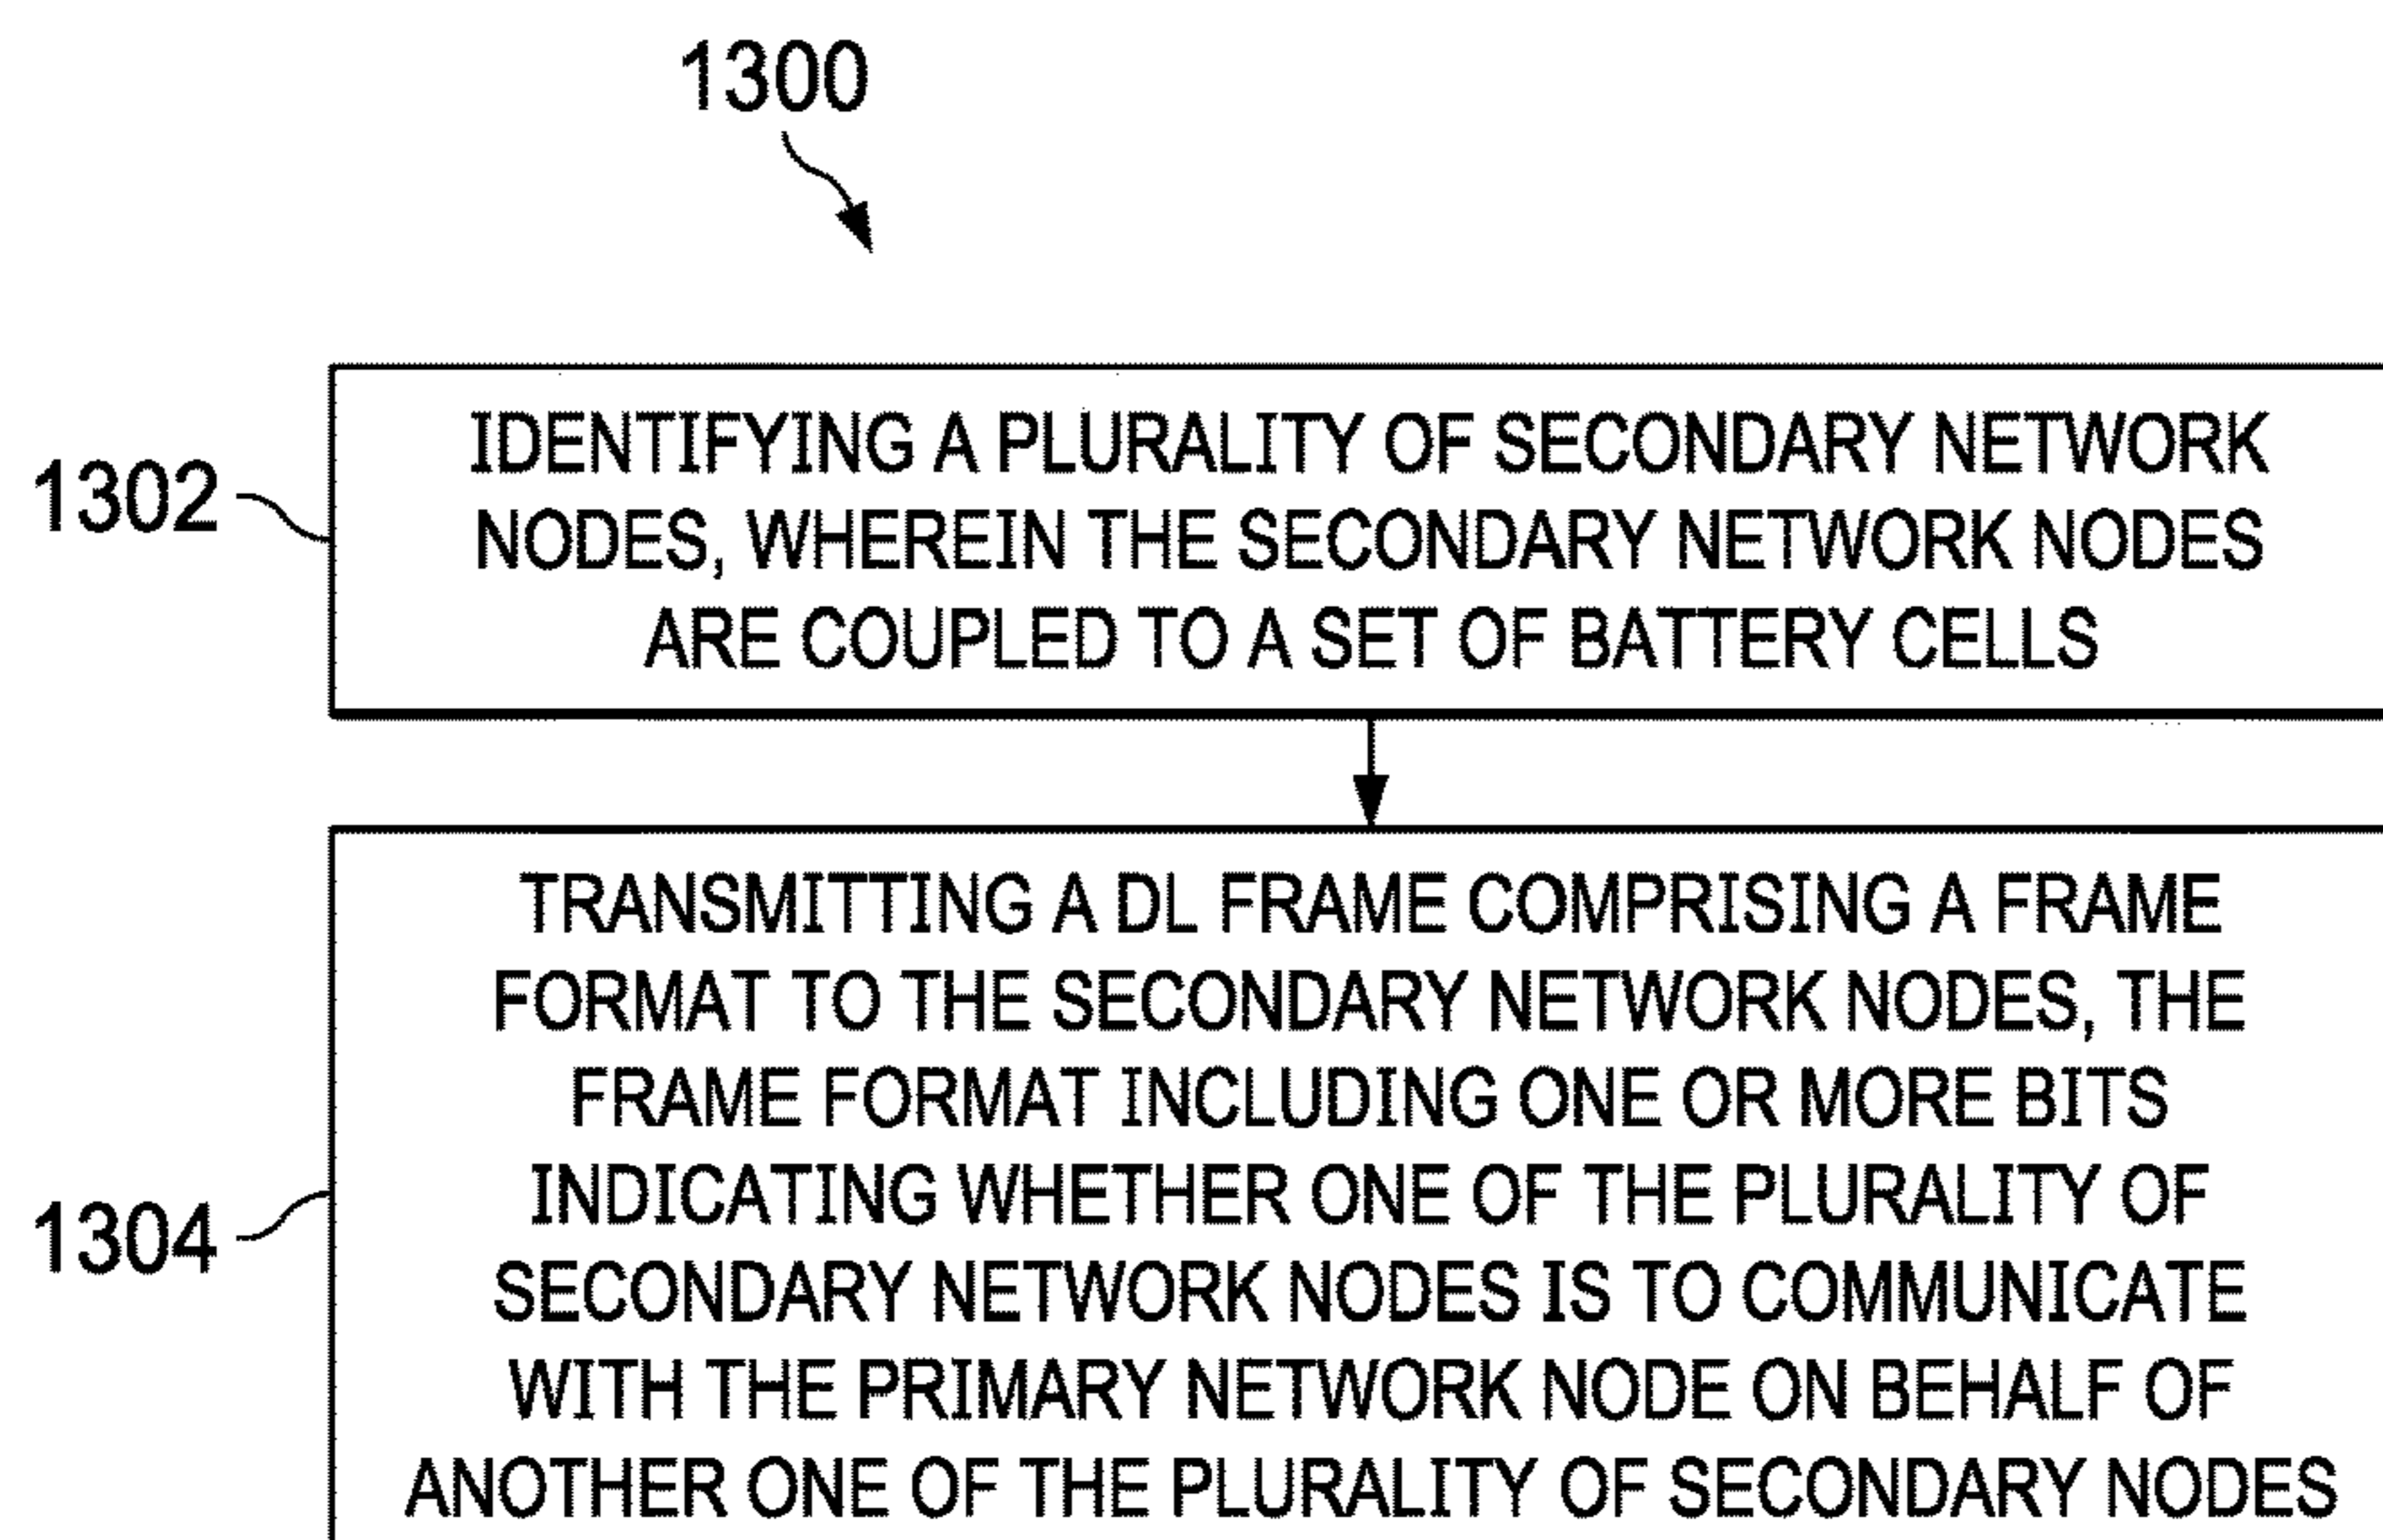 1300
1302
IDENTIFYING A PLURALITY OF SECONDARY NETWORK
NODES, WHEREIN THE SECONDARY NETWORK NODES
ARE COUPLED TO A SET OF BATTERY CELLS
1304
TRANSMITTING A DL FRAME COMPRISING A FRAME
FORMAT TO THE SECONDARY NETWORK NODES, THE
FRAME FORMAT INCLUDING ONE OR MORE BITS
INDICATING WHETHER ONE OF THE PLURALITY OF
SECONDARY NETWORK NODES IS TO COMMUNICATE
WITH THE PRIMARY NETWORK NODE ON BEHALF OF
ANOTHER ONE OF THE PLURALITY OF SECONDARY NODES